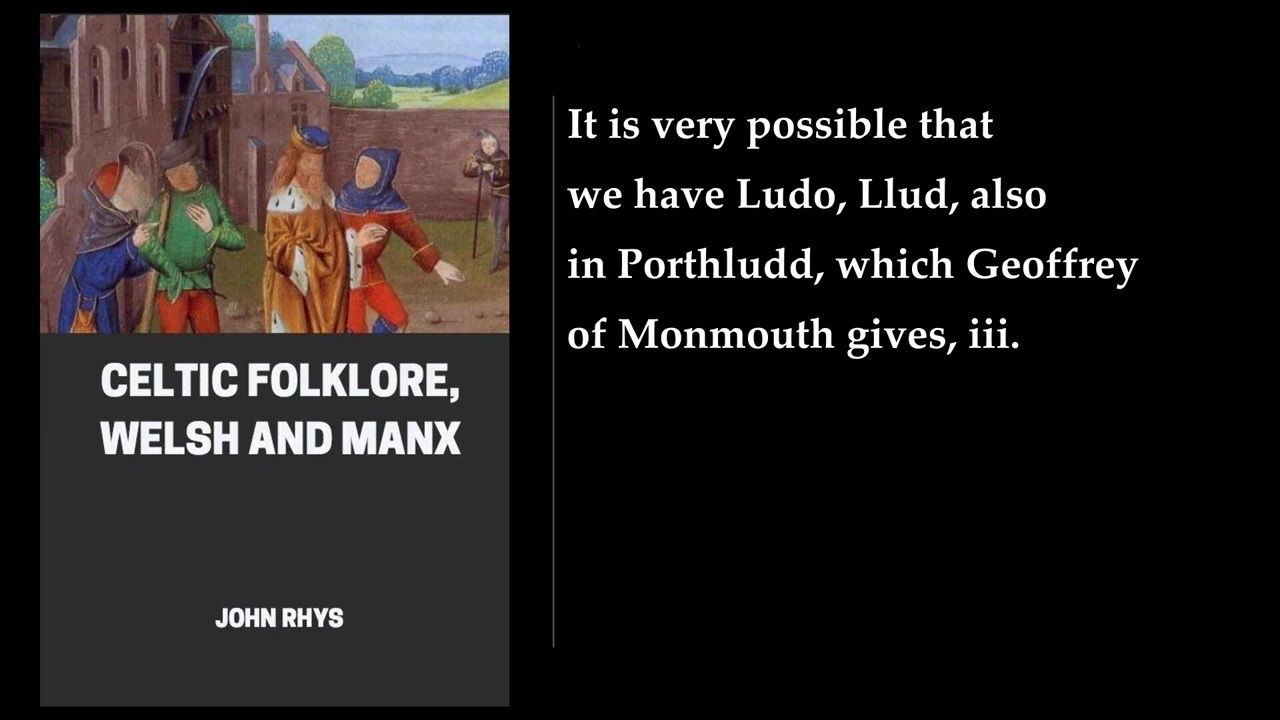 CELTIC FOLKLORE,
WELSH AND MANX
JOHN RHYS
It is very possible that
we have Ludo, Llud, also
in Porthludd, which Geoffrey
of Monmouth gives, iii.